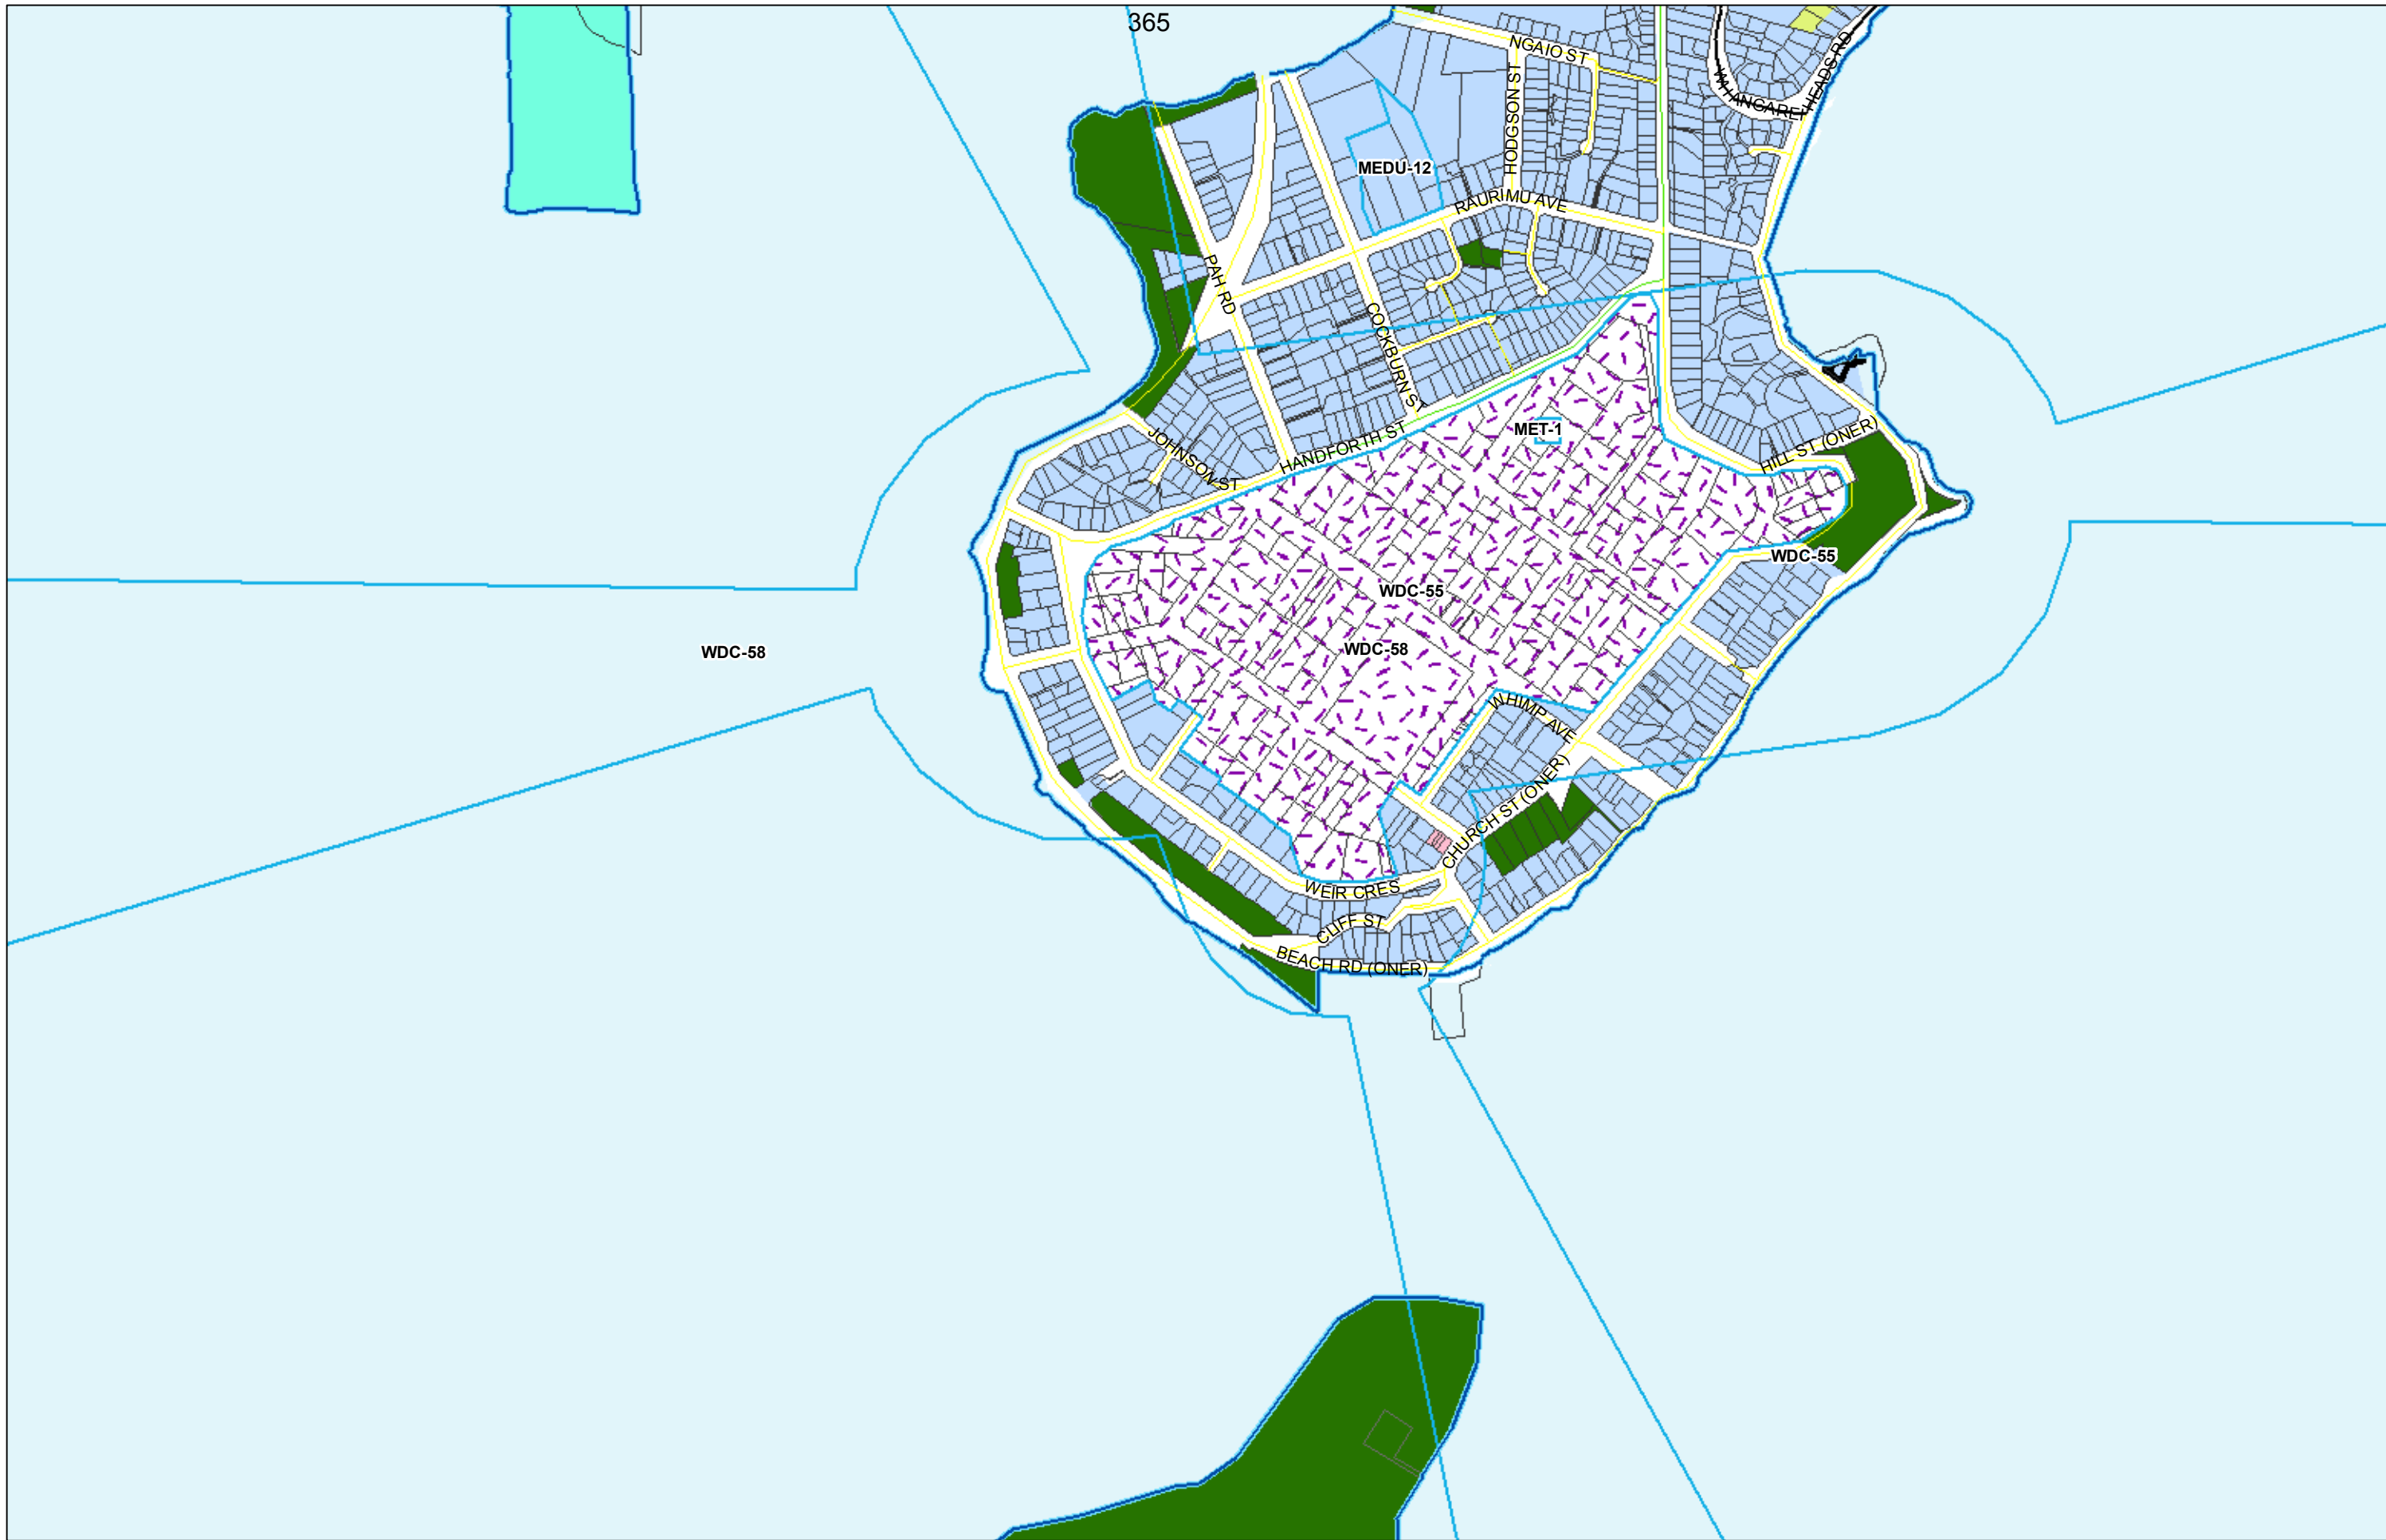 365
NGAIO ST
HODGSON ST
WHANGAREI HEADS RD
MEDU-12
RAURIMU AVE
PAH RD
COCKBURN ST
MET-1
JOHNSON ST
HANDFORTH ST
HILL ST (ONER)
WDC-55
WDC-55
WDC-58
WDC-58
WHIMP AVE
CHURCH ST (ONER)
WEIR CRES
CLIFF ST
BEACH RD (ONER)